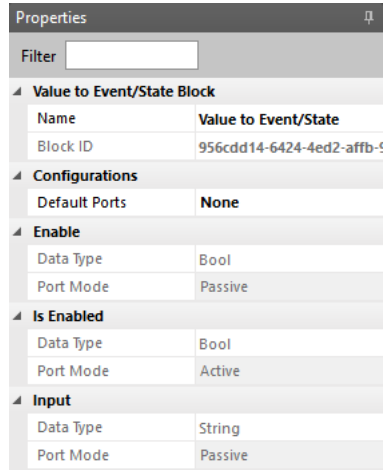 Properties
Filter
Value to Event/State Block
Name Value to Event/State
Block ID 956cdd14-6424-4ed2-affb-9
Configurations
Default Ports None
Enable
Data Type Bool
Port Mode Passive
Is Enabled
Data Type Bool
Port Mode Active
Input
Data Type String
Port Mode Passive